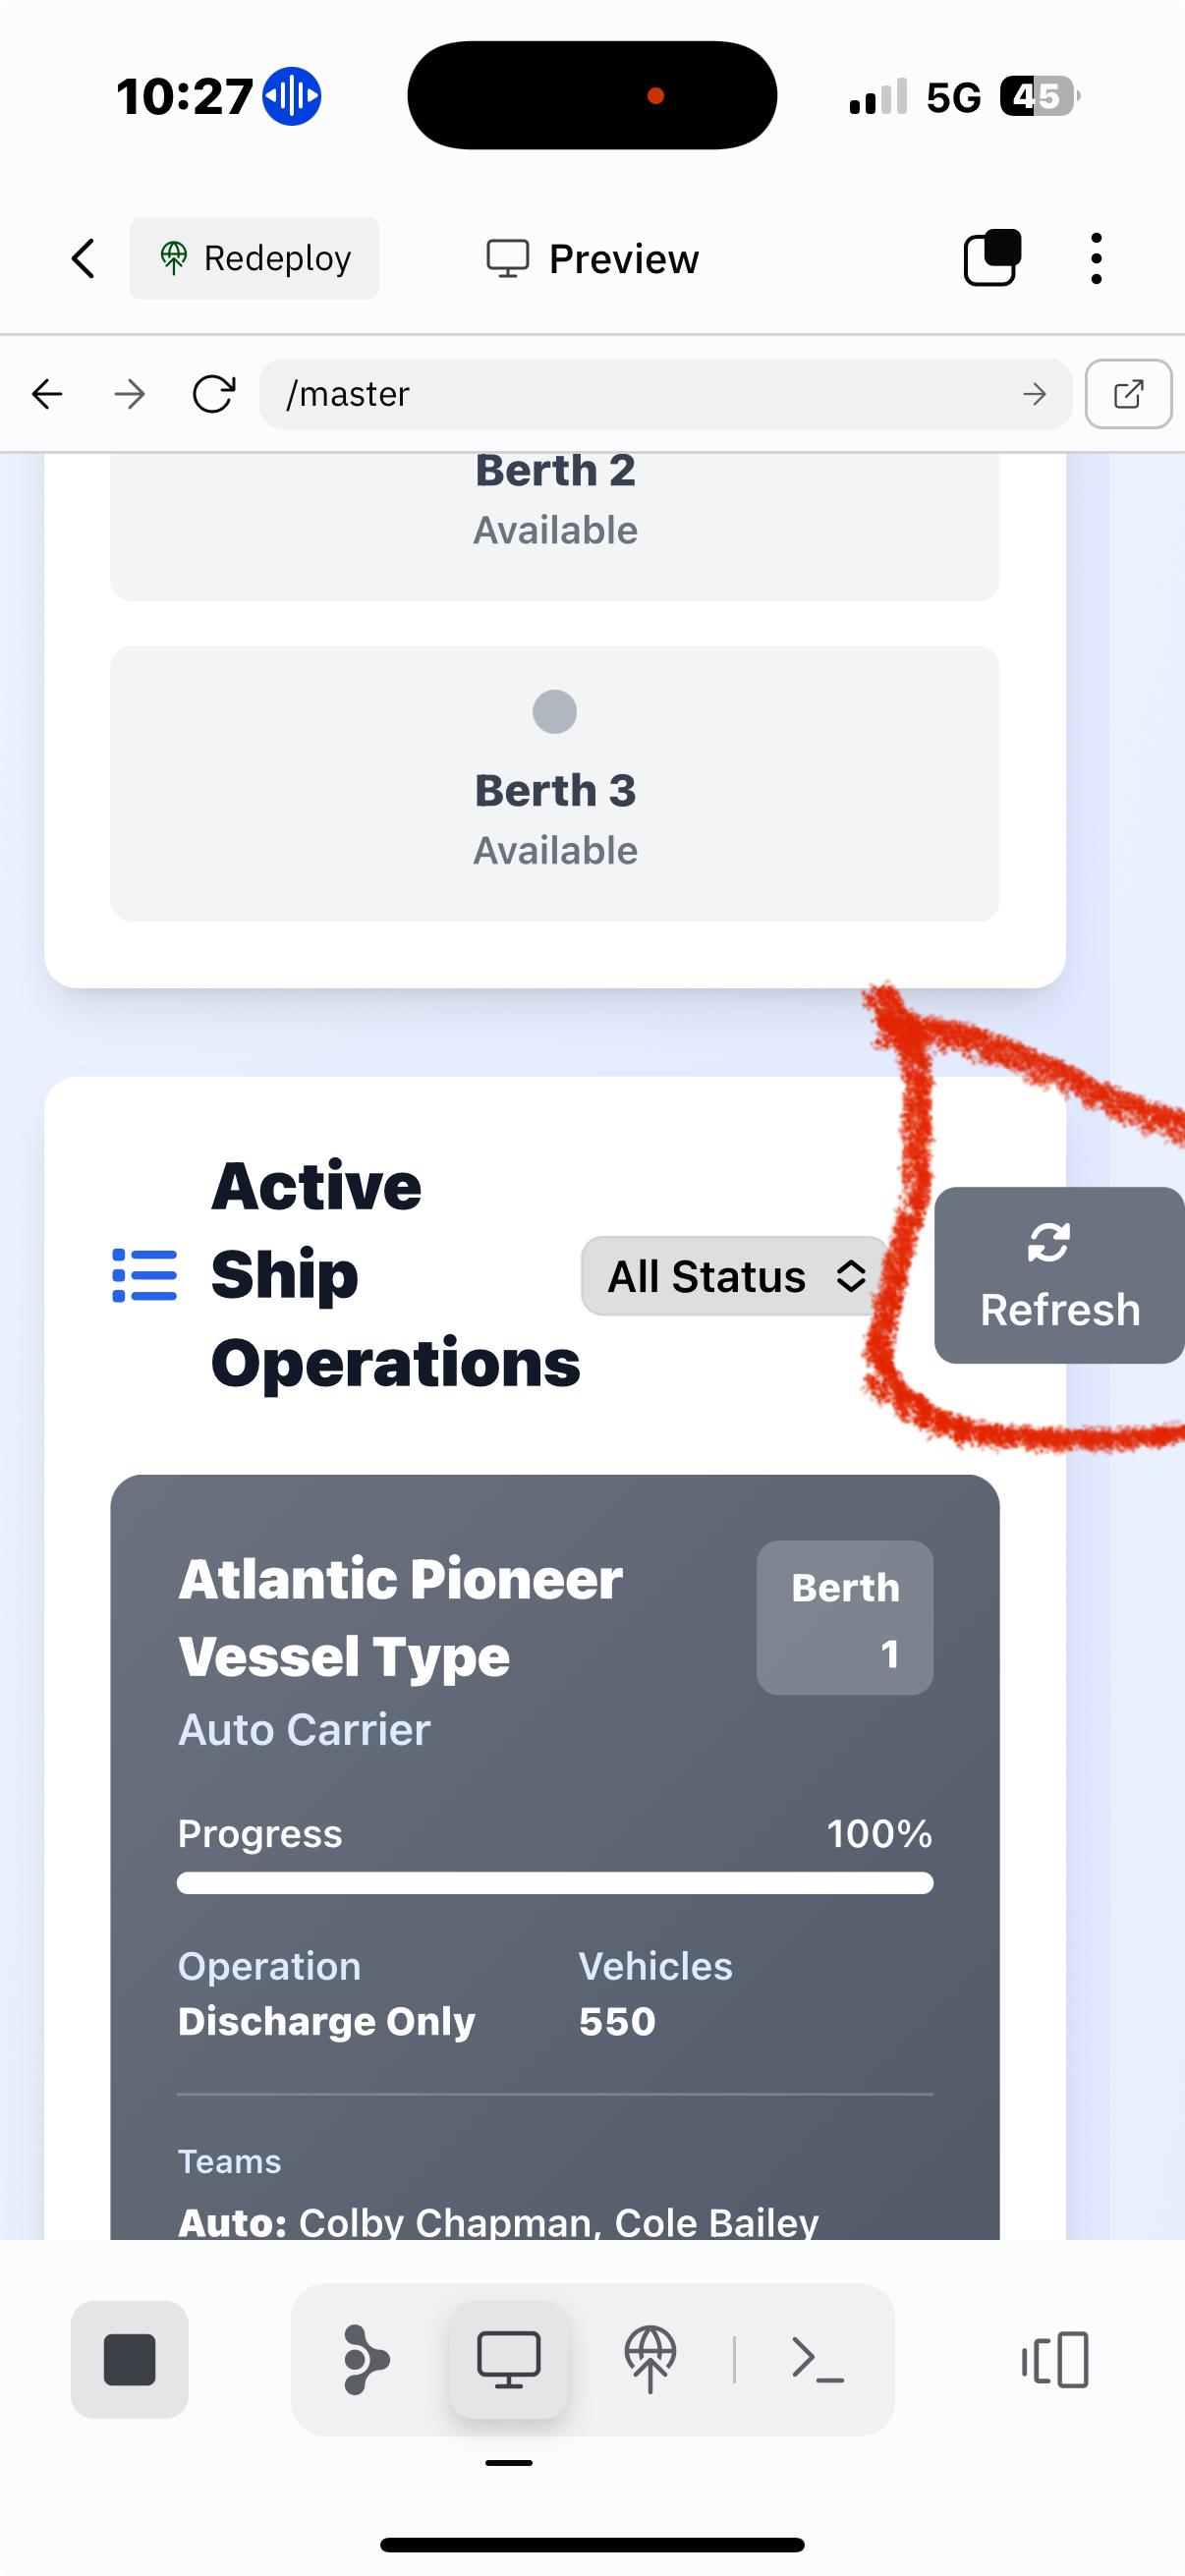 10:27
5G 45
Redeploy Preview
/master
Berth 2
Available
Berth 3
Available
Active
Ship
Operations
All Status
Refresh
Atlantic Pioneer
Vessel Type
Auto Carrier
Berth
1
Progress 100%
Operation Vehicles
Discharge Only 550
Teams
Auto: Colby Chapman, Cole Bailey